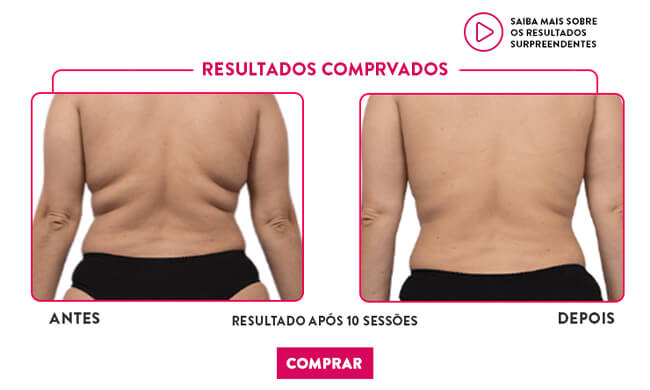 SAIBA MAIS SOBRE
OS RESULTADOS
SURPREENDENTES
RESULTADOS COMPRVADOS
ANTES
RESULTADO APÓS 10 SESSÕES
DEPOIS
COMPRAR